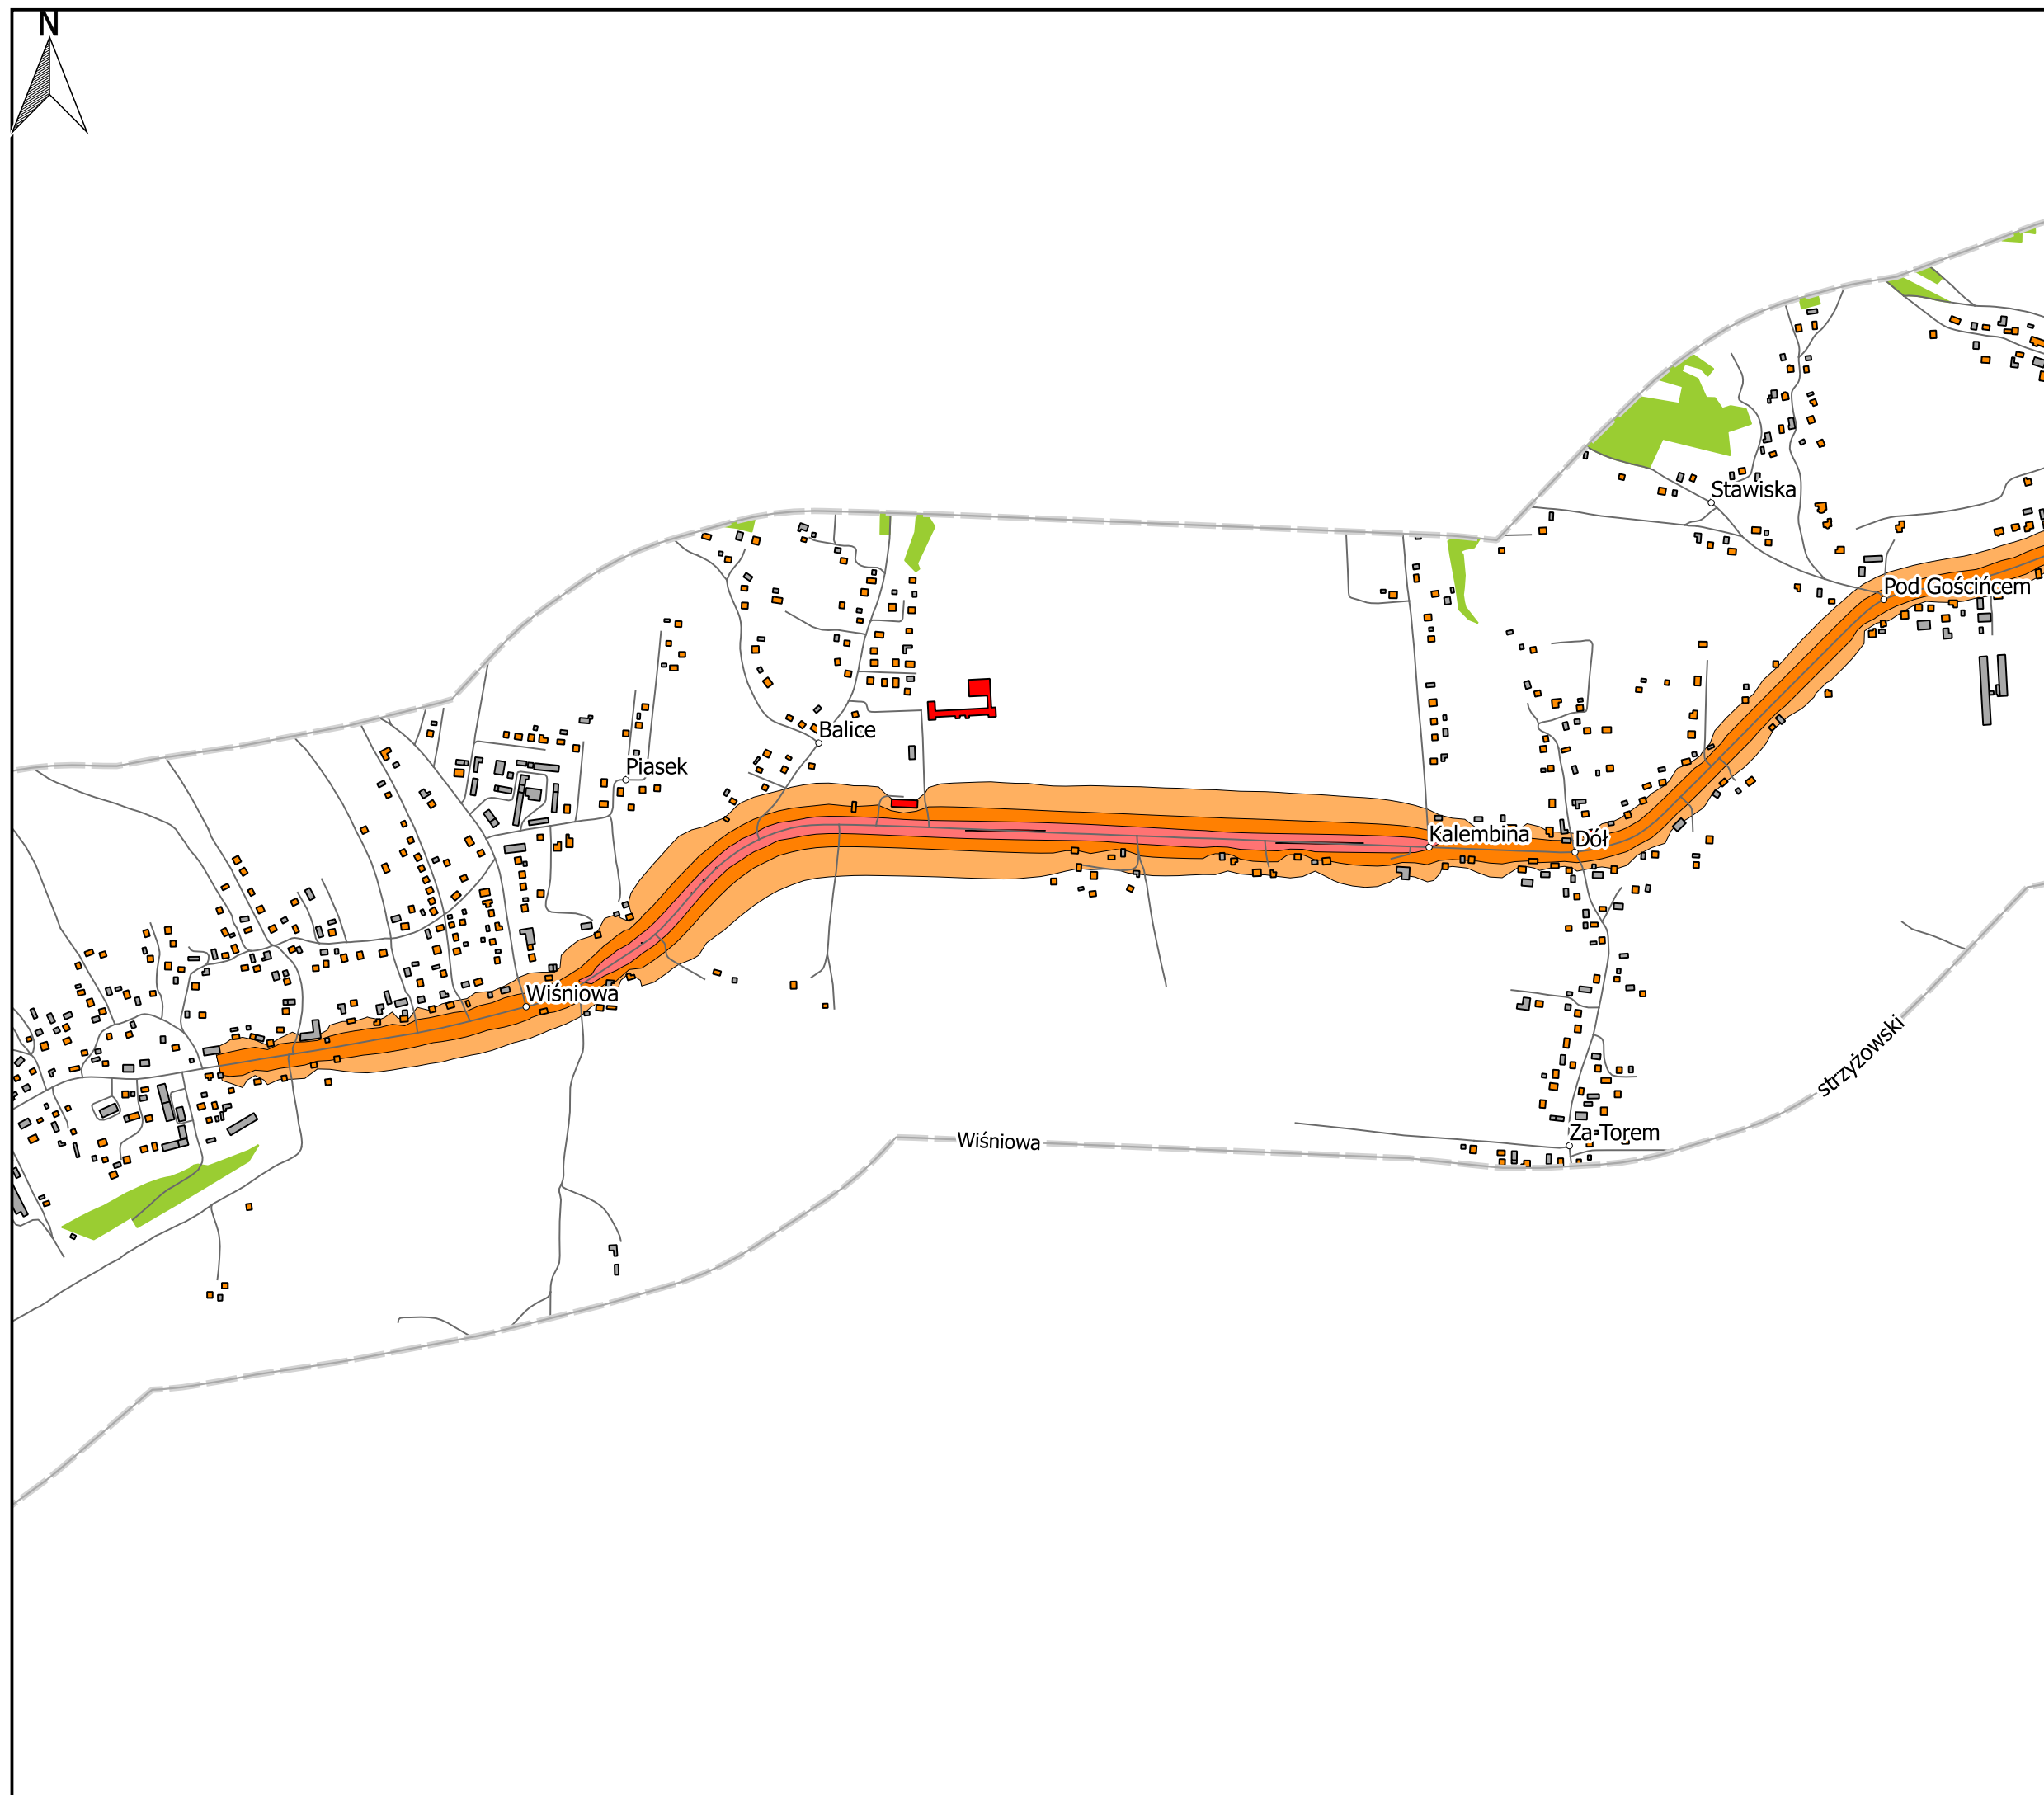 N
Stawiska
Pod Gościńcem
Balice
Piasek
Kalembina
Dół
Wiśniowa
strzyżowski
Za Torem
Wiśniowa